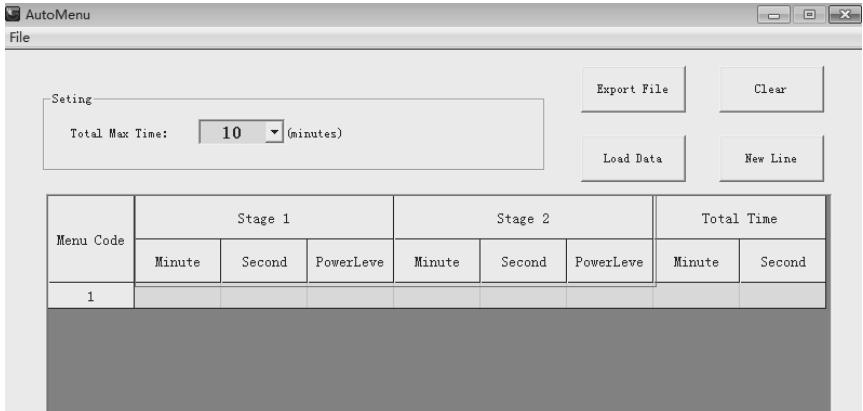 AutoMenu
File
Seting
Total Max Time: 10 (minutes)
Export File
Clear
Load Data
New Line
Menu Code
Stage 1
Stage 2
Total Time
Minute
Second
PowerLeve
Minute
Second
PowerLeve
Minute
Second
1